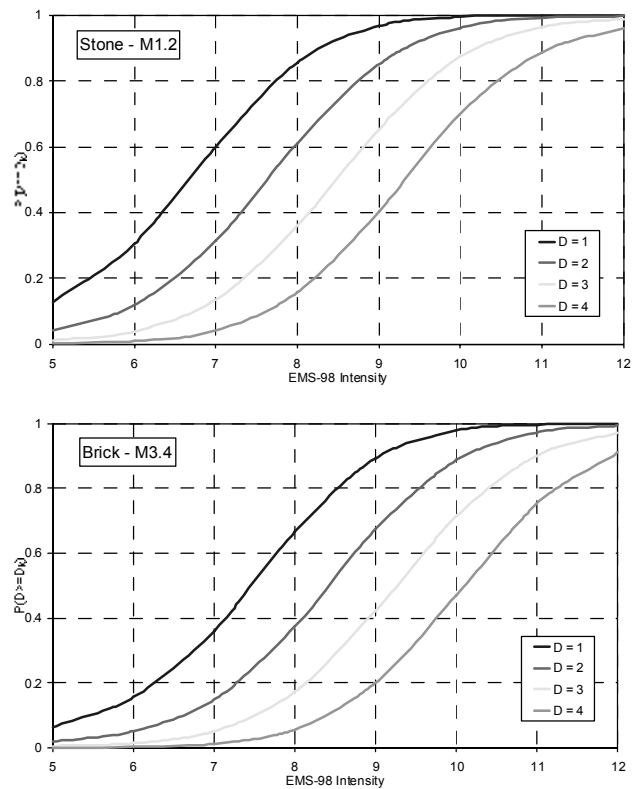 Stone - M1.2
1
0.8
0.6
0.4
0.2
0
5 6 7 8 9 10 11 12
EMS-98 Intensity
D = 1
D = 2
D = 3
D = 4
Brick - M3.4
P(D>=Dk)
1
0.8
0.6
0.4
0.2
0
5 6 7 8 9 10 11 12
EMS-98 Intensity
D = 1
D = 2
D = 3
D = 4